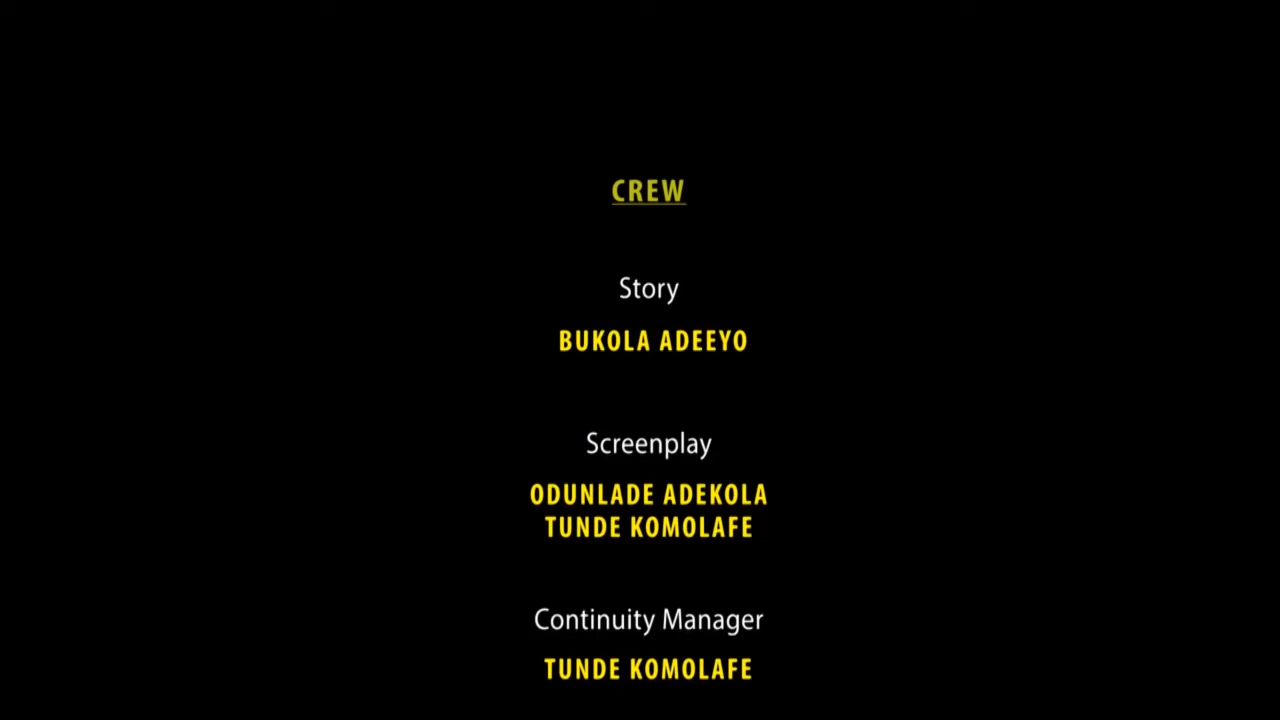 CREW
Story
BUKOLA ADEEYO
Screenplay
ODUNLADE ADEKOLA
TUNDE KOMOLAFE
Continuity Manager
TUNDE KOMOLAFE